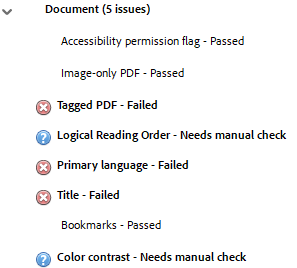 Document (5 issues)
Accessibility permission flag - Passed
Image-only PDF - Passed
Tagged PDF - Failed
Logical Reading Order - Needs manual check
Primary language - Failed
Title - Failed
Bookmarks - Passed
Color contrast - Needs manual check